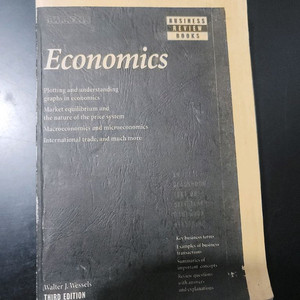 BUSINESS
REVIEW
BOOKS
Economics
Plotting and understanding
graphs in economics
Market equilibrium and
the nature of the price system
Macroeconomics and microeconomics
International trade, and much more
Key business terms
Examples of business
transactions
Summaries of
important concepts
Review questions
with answers
and explanations
Walter J. Wessels
THIRD EDITION